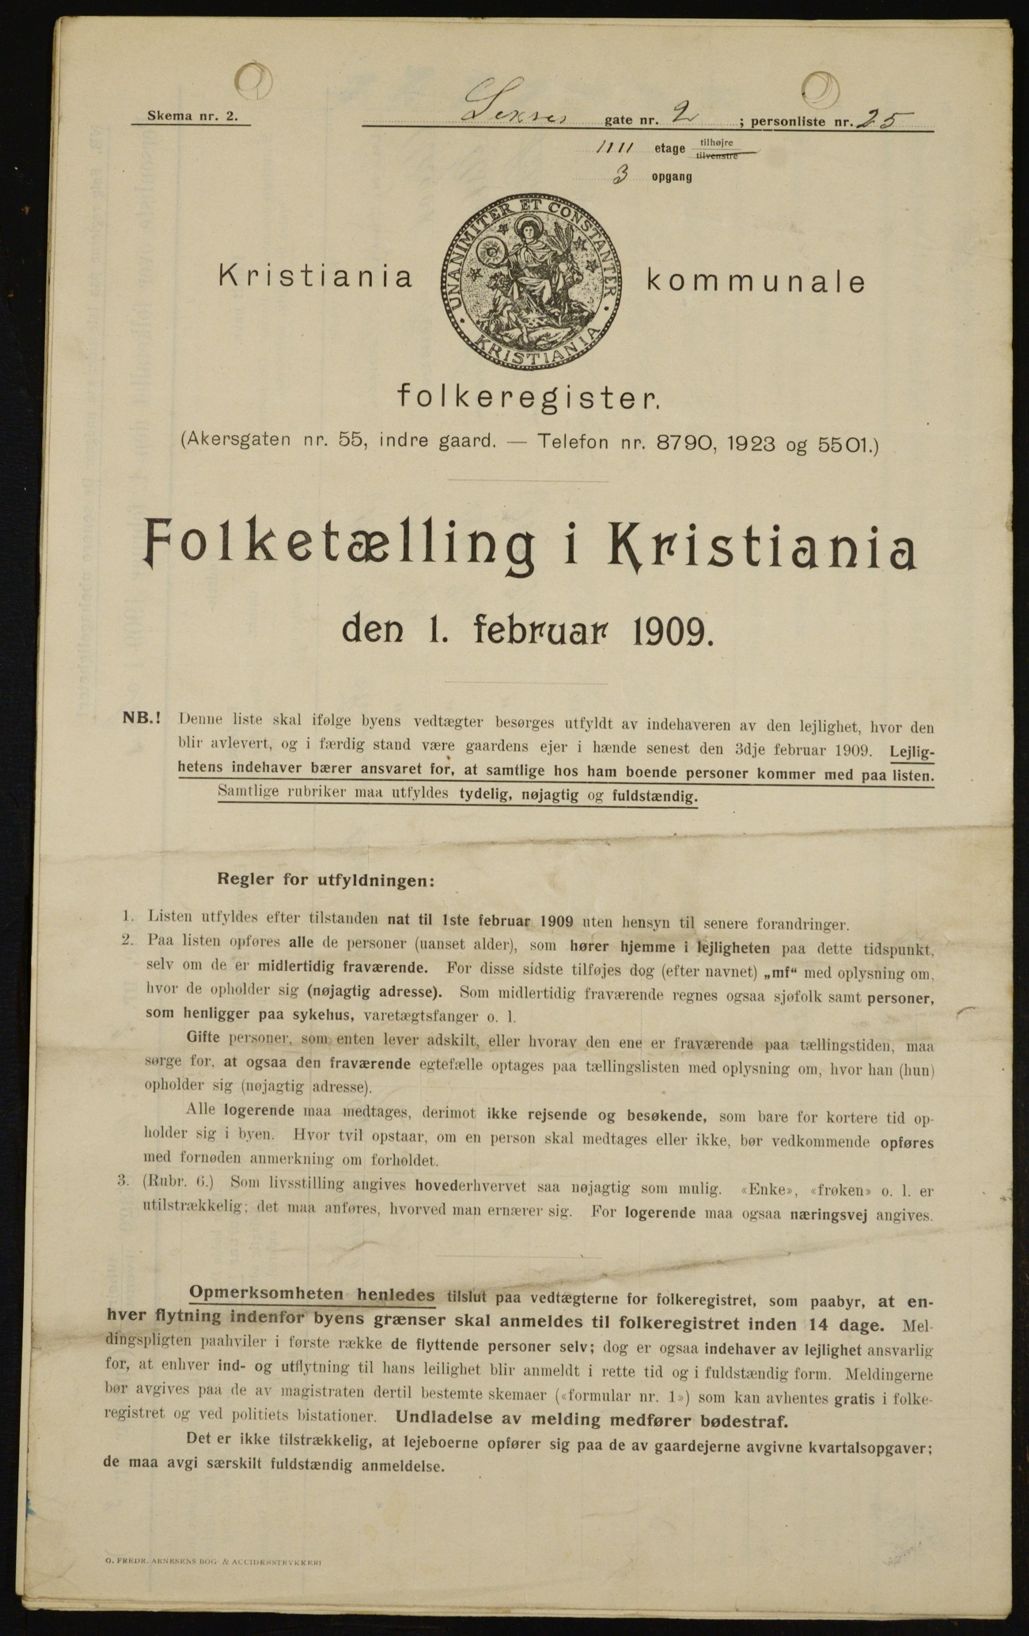 Skema nr. 2.
Sexes gate nr. 2 ; personliste nr. 25
1111 etage tilhøjre tilvenstre
3 opgang
UNANIMITER ET CONSTANTER · KRISTIANIA ·
Kristiania kommunale
folkeregister.
(Akersgaten nr. 55, indre gaard. — Telefon nr. 8790, 1923 og 5501.)
Folketælling i Kristiania
den 1. februar 1909.
NB.! Denne liste skal ifølge byens vedtægter besørges utfyldt av indehaveren av den lejlighet, hvor den
blir avlevert, og i færdig stand være gaardens ejer i hænde senest den 3dje februar 1909. Lejlig-
hetens indehaver bærer ansvaret for, at samtlige hos ham boende personer kommer med paa listen.
Samtlige rubriker maa utfyldes tydelig, nøjagtig og fuldstændig.
Regler for utfyldningen:
1. Listen utfyldes efter tilstanden nat til 1ste februar 1909 uten hensyn til senere forandringer.
2. Paa listen opføres alle de personer (uanset alder), som hører hjemme i lejligheten paa dette tidspunkt,
selv om de er midlertidig fraværende. For disse sidste tilføjes dog (efter navnet) „mf“ med oplysning om,
hvor de opholder sig (nøjagtig adresse). Som midlertidig fraværende regnes ogsaa sjøfolk samt personer,
som henligger paa sykehus, varetægtsfanger o. l.
Gifte personer, som enten lever adskilt, eller hvorav den ene er fraværende paa tællingstiden, maa
sørge for, at ogsaa den fraværende egtefælle optages paa tællingslisten med oplysning om, hvor han (hun)
opholder sig (nøjagtig adresse).
Alle logerende maa medtages, derimot ikke rejsende og besøkende, som bare for kortere tid op-
holder sig i byen. Hvor tvil opstaar, om en person skal medtages eller ikke, bør vedkommende opføres
med fornøden anmerkning om forholdet.
3. (Rubr. 6.) Som livsstilling angives hovederhvervet saa nøjagtig som mulig. «Enke», «frøken» o. l. er
utilstrækkelig; det maa anføres, hvorved man ernærer sig. For logerende maa ogsaa næringsvej angives.
Opmerksomheten henledes tilslut paa vedtægterne for folkeregistret, som paabyr, at en-
hver flytning indenfor byens grænser skal anmeldes til folkeregistret inden 14 dage. Mel-
dingspligten paahviler i første række de flyttende personer selv; dog er ogsaa indehaver av lejlighet ansvarlig
for, at enhver ind- og utflytning til hans leilighet blir anmeldt i rette tid og i fuldstændig form. Meldingerne
bør avgives paa de av magistraten dertil bestemte skemaer («formular nr. 1») som kan avhentes gratis i folke-
registret og ved politiets bistationer. Undladelse av melding medfører bødestraf.
Det er ikke tilstrækkelig, at lejeboerne opfører sig paa de av gaardejerne avgivne kvartalsopgaver;
de maa avgi særskilt fuldstændig anmeldelse.
O. FREDR. ARNESENS BOG- & ACCIDENSTRYKKERI